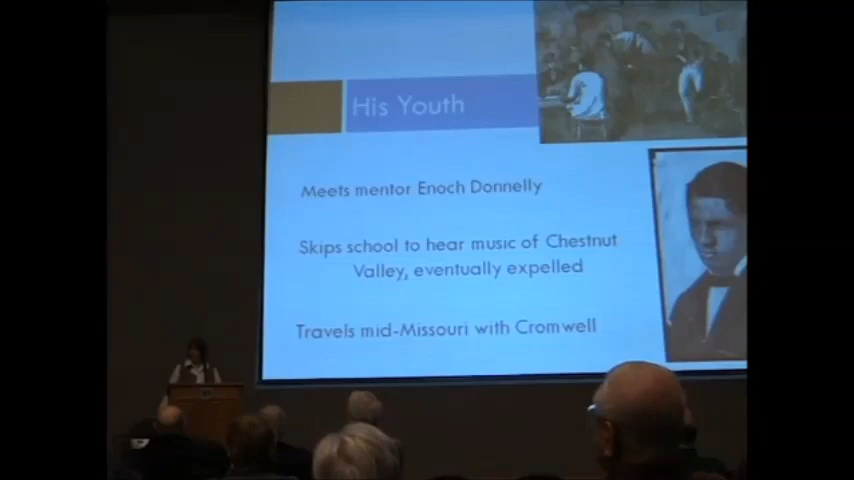 His Youth
Meets mentor Enoch Donnelly
Skips school to hear music of Chestnut
Valley, eventually expelled
Travels mid-Missouri with Cromwell